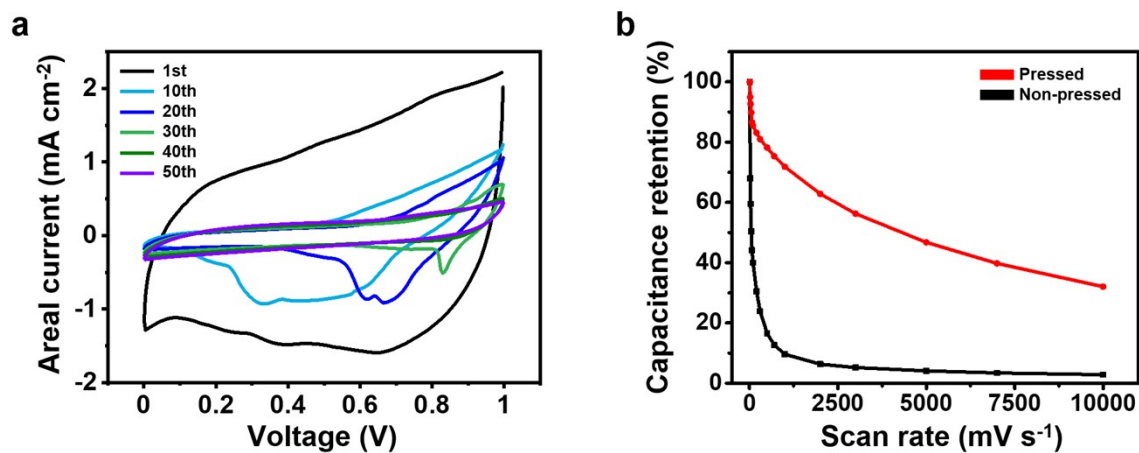 a
Areal current (mA cm-2)
2
1
0
-1
-2
1st
10th
20th
30th
40th
50th
0
0.2
0.4
0.6
0.8
1
Voltage (V)
b
Capacitance retention (%)
100
80
60
40
20
0
Pressed
Non-pressed
0
2500
5000
7500
10000
Scan rate (mV s-1)